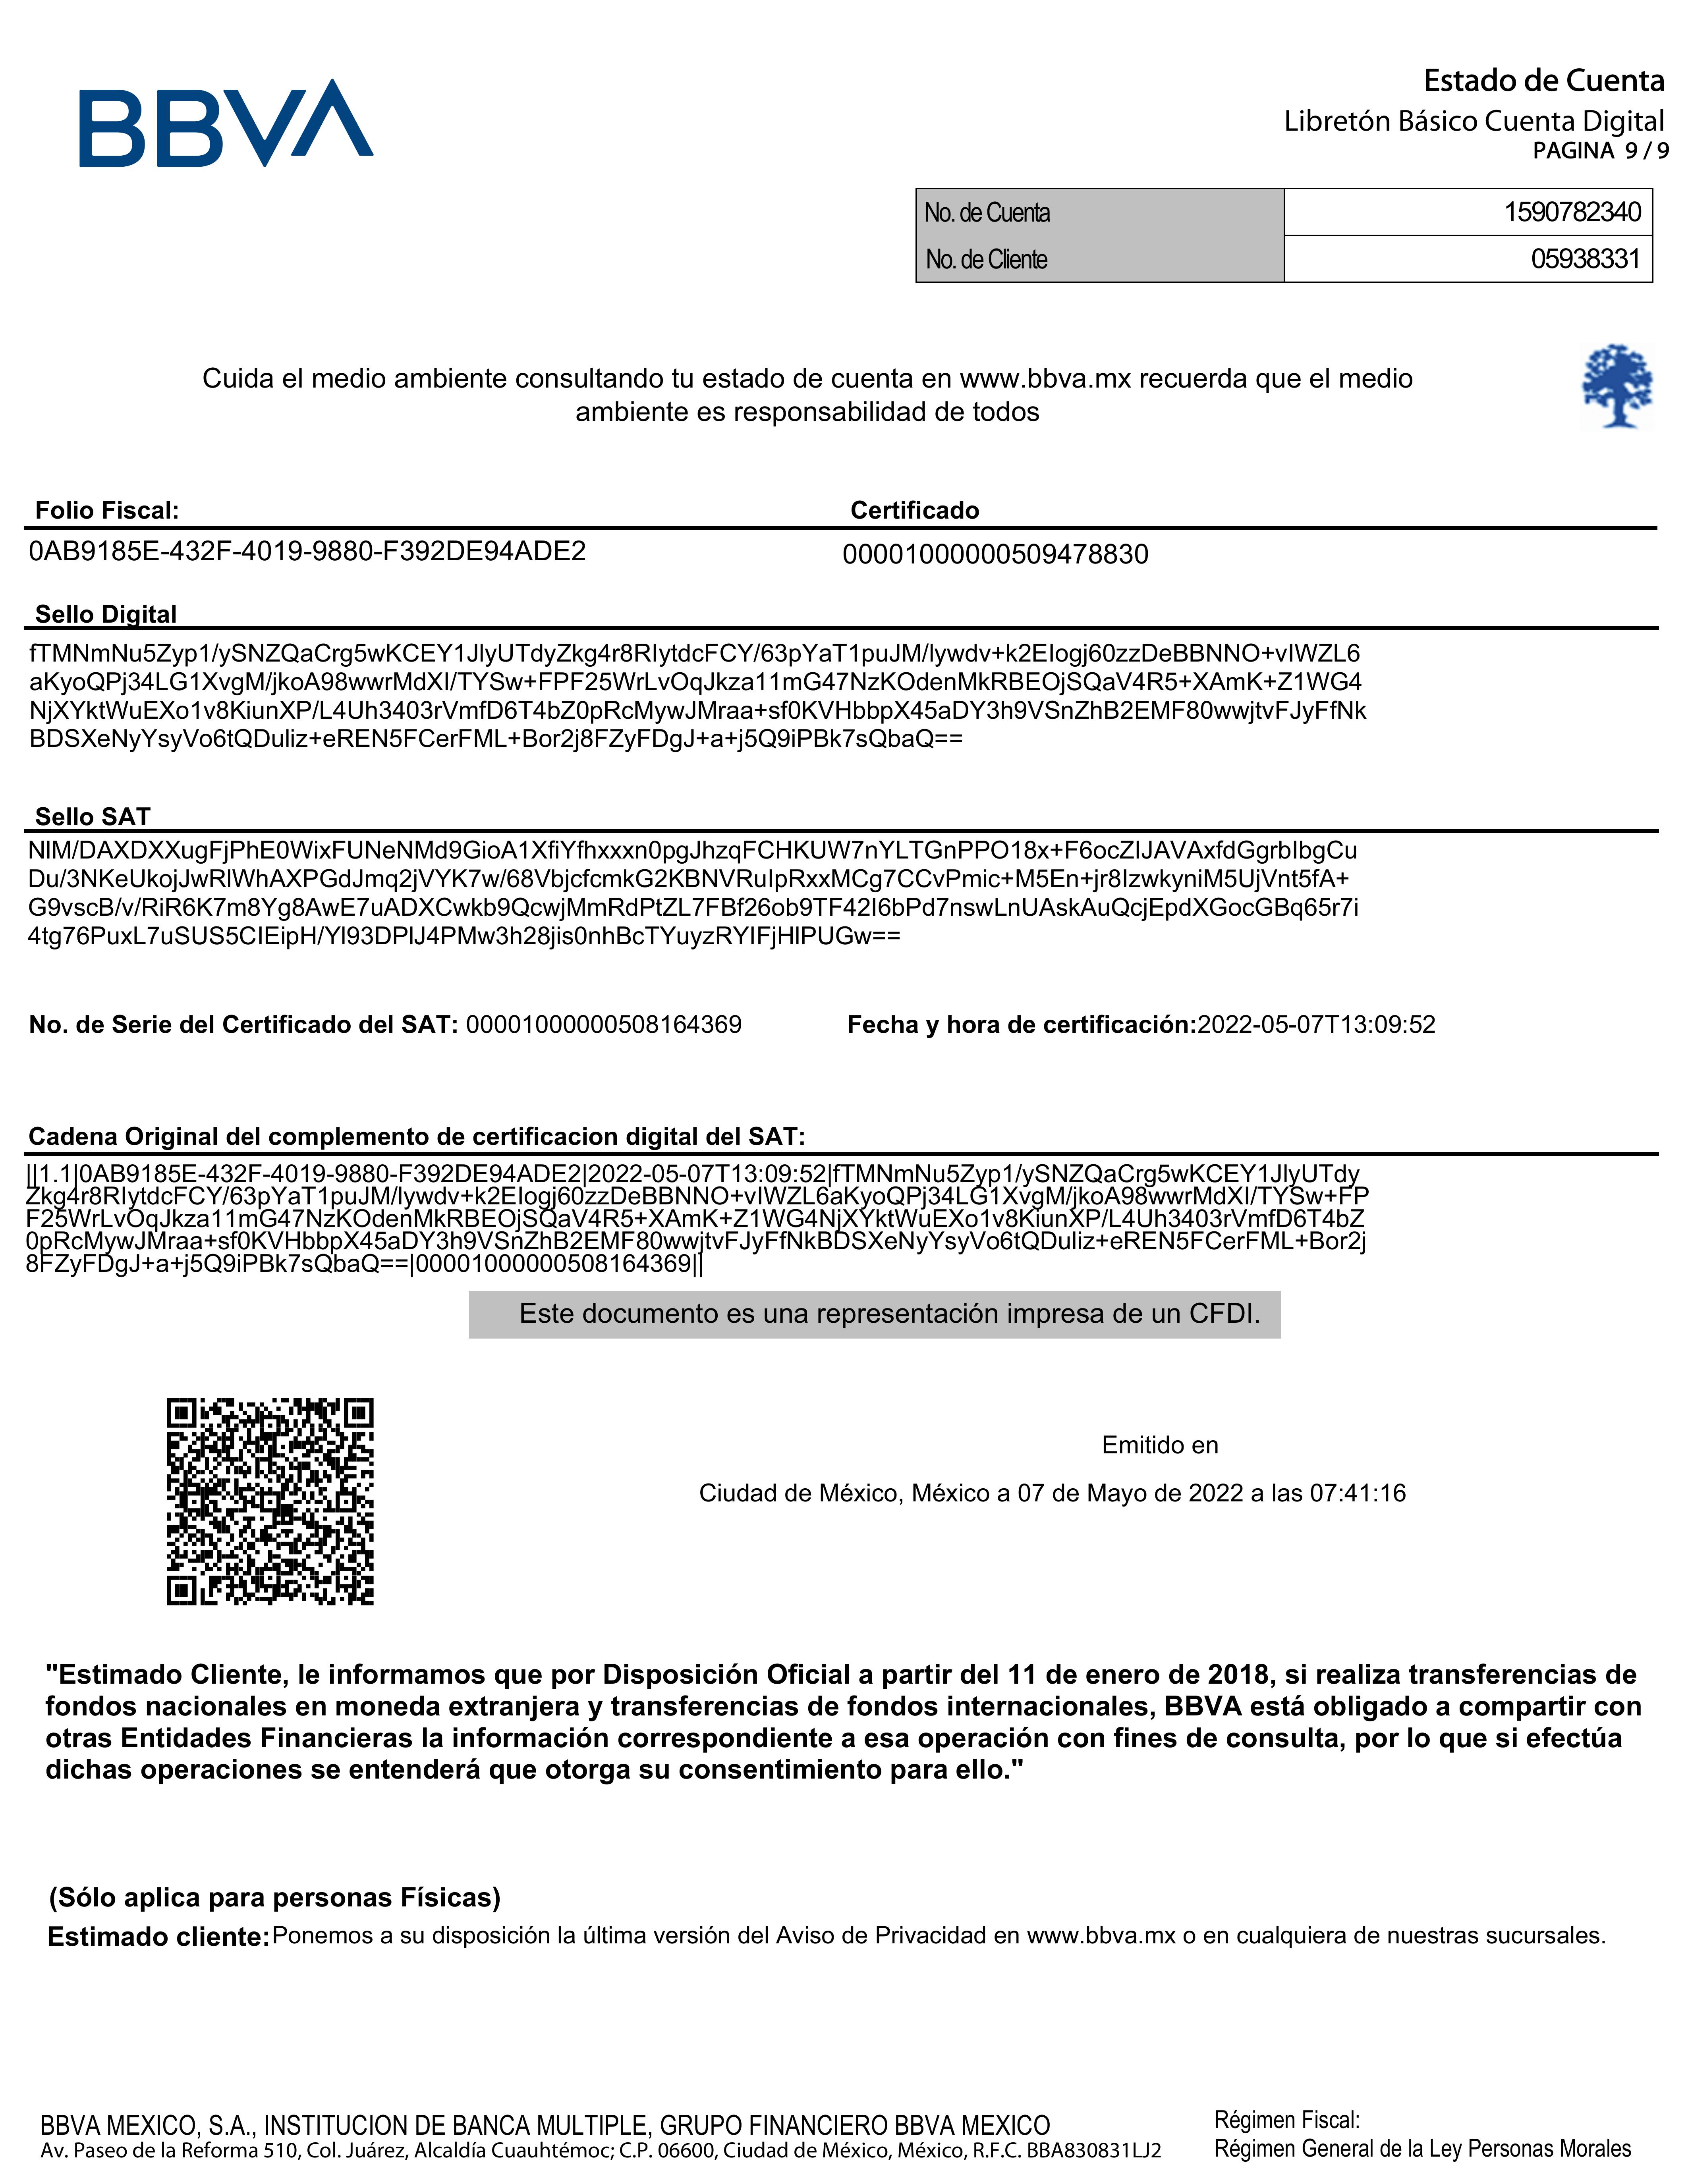 BBVA
Estado de Cuenta
Libretón Básico Cuenta Digital
PAGINA 9 / 9
No. de Cuenta 1590782340
No. de Cliente 05938331
Cuida el medio ambiente consultando tu estado de cuenta en www.bbva.mx recuerda que el medio
ambiente es responsabilidad de todos
Folio Fiscal: Certificado
0AB9185E-432F-4019-9880-F392DE94ADE2 00001000000509478830
Sello Digital
fTMNmNu5Zyp1/ySNZQaCrg5wKCEY1JlyUTdyZkg4r8RIytdcFCY/63pYaT1puJM/lywdv+k2EIogj60zzDeBBNNO+vIWZL6
aKyoQPj34LG1XvgM/jkoA98wwrMdXI/TYSw+FPF25WrLvOqJkza11mG47NzKOdenMkRBEOjSQaV4R5+XAmK+Z1WG4
NjXYktWuEXo1v8KiunXP/L4Uh3403rVmfD6T4bZ0pRcMywJMraa+sf0KVHbbpX45aDY3h9VSnZhB2EMF80wwjtvFJyFfNk
BDSXeNyYsyVo6tQDuliz+eREN5FCerFML+Bor2j8FZyFDgJ+a+j5Q9iPBk7sQbaQ==
Sello SAT
NlM/DAXDXXugFjPhE0WixFUNeNMd9GioA1XfiYfhxxxn0pgJhzqFCHKUW7nYLTGnPPO18x+F6ocZIJAVAxfdGgrbIbgCu
Du/3NKeUkojJwRlWhAXPGdJmq2jVYK7w/68VbjcfcmkG2KBNVRuIpRxxMCg7CCvPmic+M5En+jr8IzwkyniM5UjVnt5fA+
G9vscB/v/RiR6K7m8Yg8AwE7uADXCwkb9QcwjMmRdPtZL7FBf26ob9TF42I6bPd7nswLnUAskAuQcjEpdXGocGBq65r7i
4tg76PuxL7uSUS5CIEipH/Yl93DPlJ4PMw3h28jis0nhBcTYuyzRYIFjHlPUGw==
No. de Serie del Certificado del SAT: 00001000000508164369 Fecha y hora de certificación:2022-05-07T13:09:52
Cadena Original del complemento de certificacion digital del SAT:
||1.1|0AB9185E-432F-4019-9880-F392DE94ADE2|2022-05-07T13:09:52|fTMNmNu5Zyp1/ySNZQaCrg5wKCEY1JlyUTdy
Zkg4r8RIytdcFCY/63pYaT1puJM/lywdv+k2EIogj60zzDeBBNNO+vIWZL6aKyoQPj34LG1XvgM/jkoA98wwrMdXI/TYSw+FP
F25WrLvOqJkza11mG47NzKOdenMkRBEOjSQaV4R5+XAmK+Z1WG4NjXYktWuEXo1v8KiunXP/L4Uh3403rVmfD6T4bZ
0pRcMywJMraa+sf0KVHbbpX45aDY3h9VSnZhB2EMF80wwjtvFJyFfNkBDSXeNyYsyVo6tQDuliz+eREN5FCerFML+Bor2j
8FZyFDgJ+a+j5Q9iPBk7sQbaQ==|00001000000508164369||
Este documento es una representación impresa de un CFDI.
Emitido en
Ciudad de México, México a 07 de Mayo de 2022 a las 07:41:16
"Estimado Cliente, le informamos que por Disposición Oficial a partir del 11 de enero de 2018, si realiza transferencias de
fondos nacionales en moneda extranjera y transferencias de fondos internacionales, BBVA está obligado a compartir con
otras Entidades Financieras la información correspondiente a esa operación con fines de consulta, por lo que si efectúa
dichas operaciones se entenderá que otorga su consentimiento para ello."
(Sólo aplica para personas Físicas)
Estimado cliente:Ponemos a su disposición la última versión del Aviso de Privacidad en www.bbva.mx o en cualquiera de nuestras sucursales.
BBVA MEXICO, S.A., INSTITUCION DE BANCA MULTIPLE, GRUPO FINANCIERO BBVA MEXICO
Av. Paseo de la Reforma 510, Col. Juárez, Alcaldía Cuauhtémoc; C.P. 06600, Ciudad de México, México, R.F.C. BBA830831LJ2
Régimen Fiscal:
Régimen General de la Ley Personas Morales